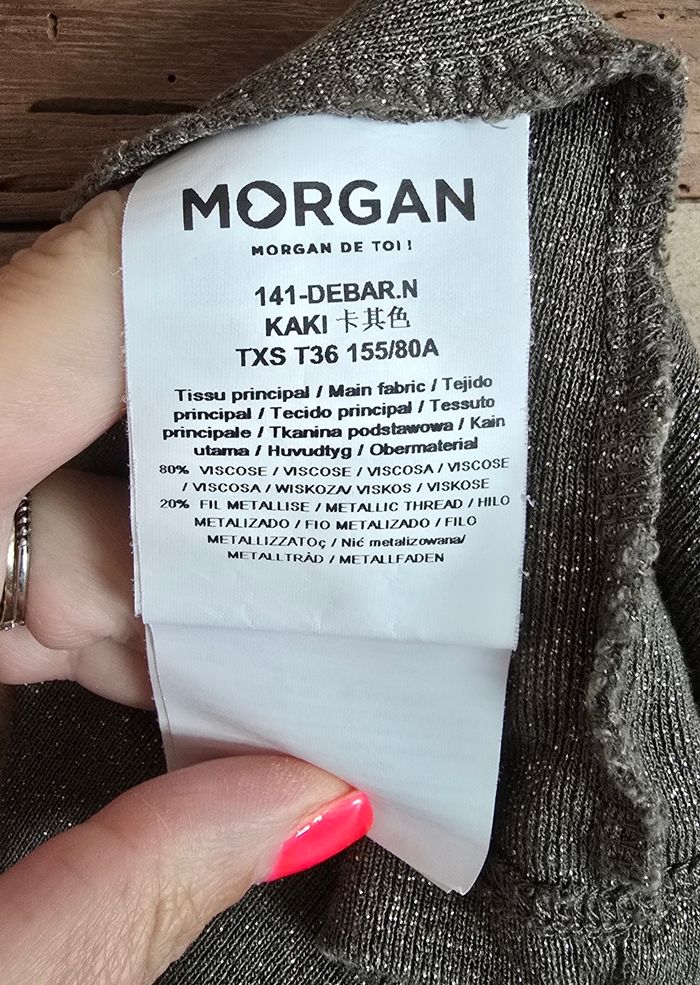 MORGAN
MORGAN DE TOI !
141-DEBAR.N
KAKI 卡其色
TXS T36 155/80A
Tissu principal / Main fabric / Tejido
principal / Tecido principal / Tessuto
principale / Tkanina podstawowa / Kain
utama / Huvudtyg / Obermaterial
80% VISCOSE / VISCOSE / VISCOSA / VISCOSE
/ VISCOSA / WISKOZA/ VISKOS / VISKOSE
20% FIL METALLISE / METALLIC THREAD / HILO
METALIZADO / FIO METALIZADO / FILO
METALLIZZATOç / Nić metalizowana/
METALLTRÅD / METALLFADEN